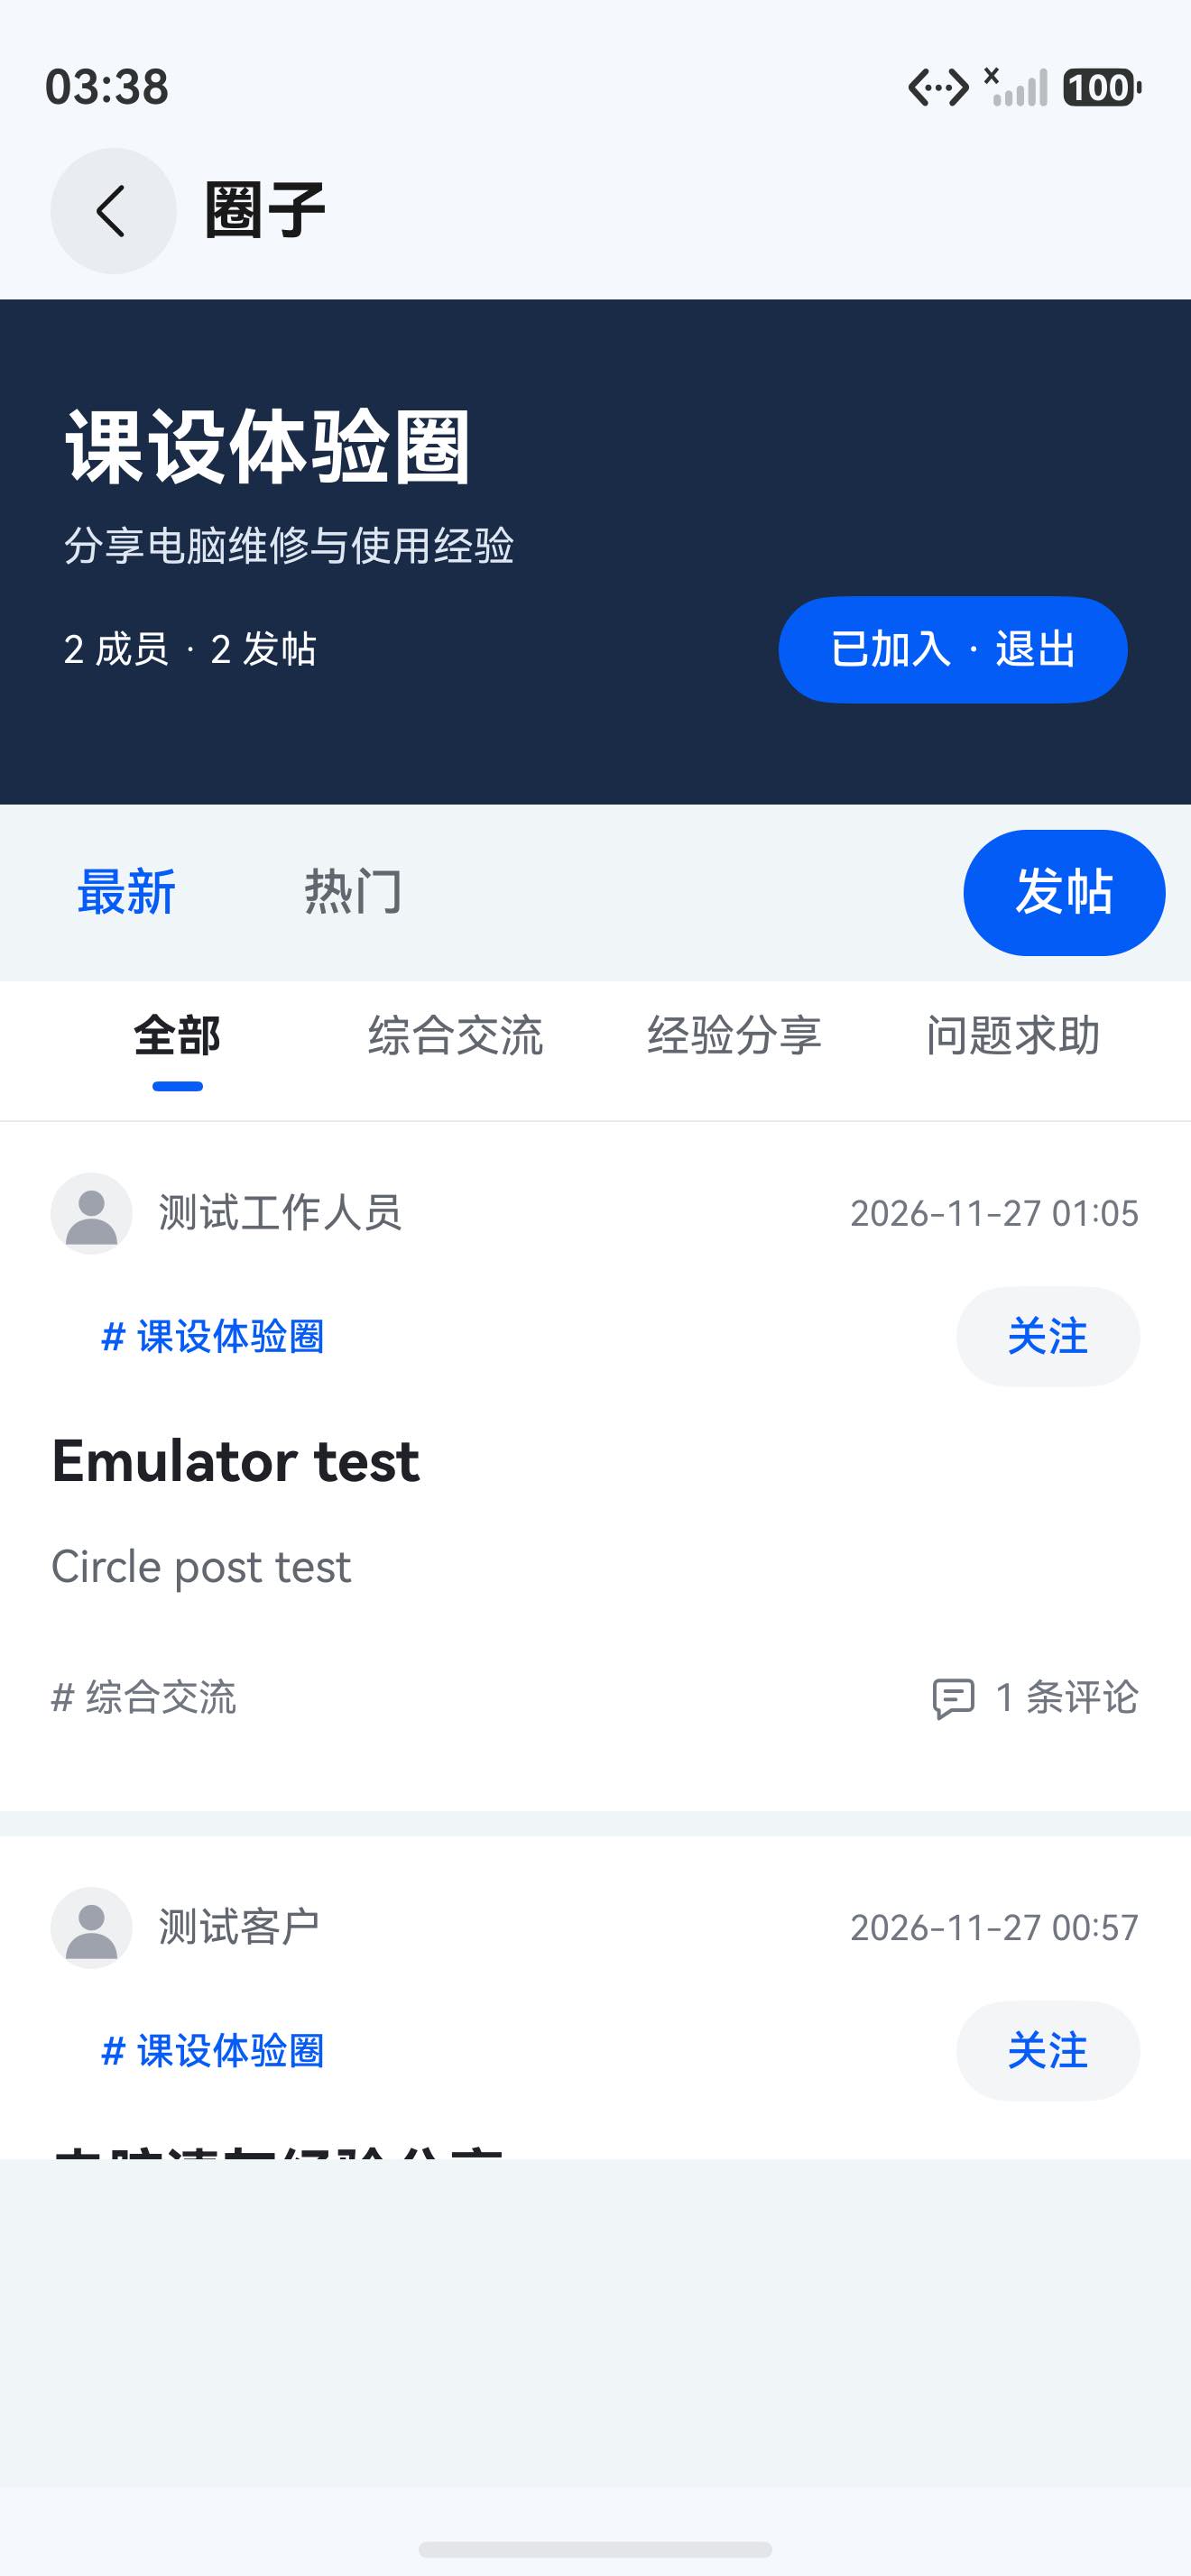 03:38
100
圈子
课设体验圈
分享电脑维修与使用经验
2 成员 · 2 发帖
已加入 · 退出
最新
热门
发帖
全部
综合交流
经验分享
问题求助
测试工作人员
2026-11-27 01:05
# 课设体验圈
关注
Emulator test
Circle post test
# 综合交流
1 条评论
测试客户
2026-11-27 00:57
# 课设体验圈
关注